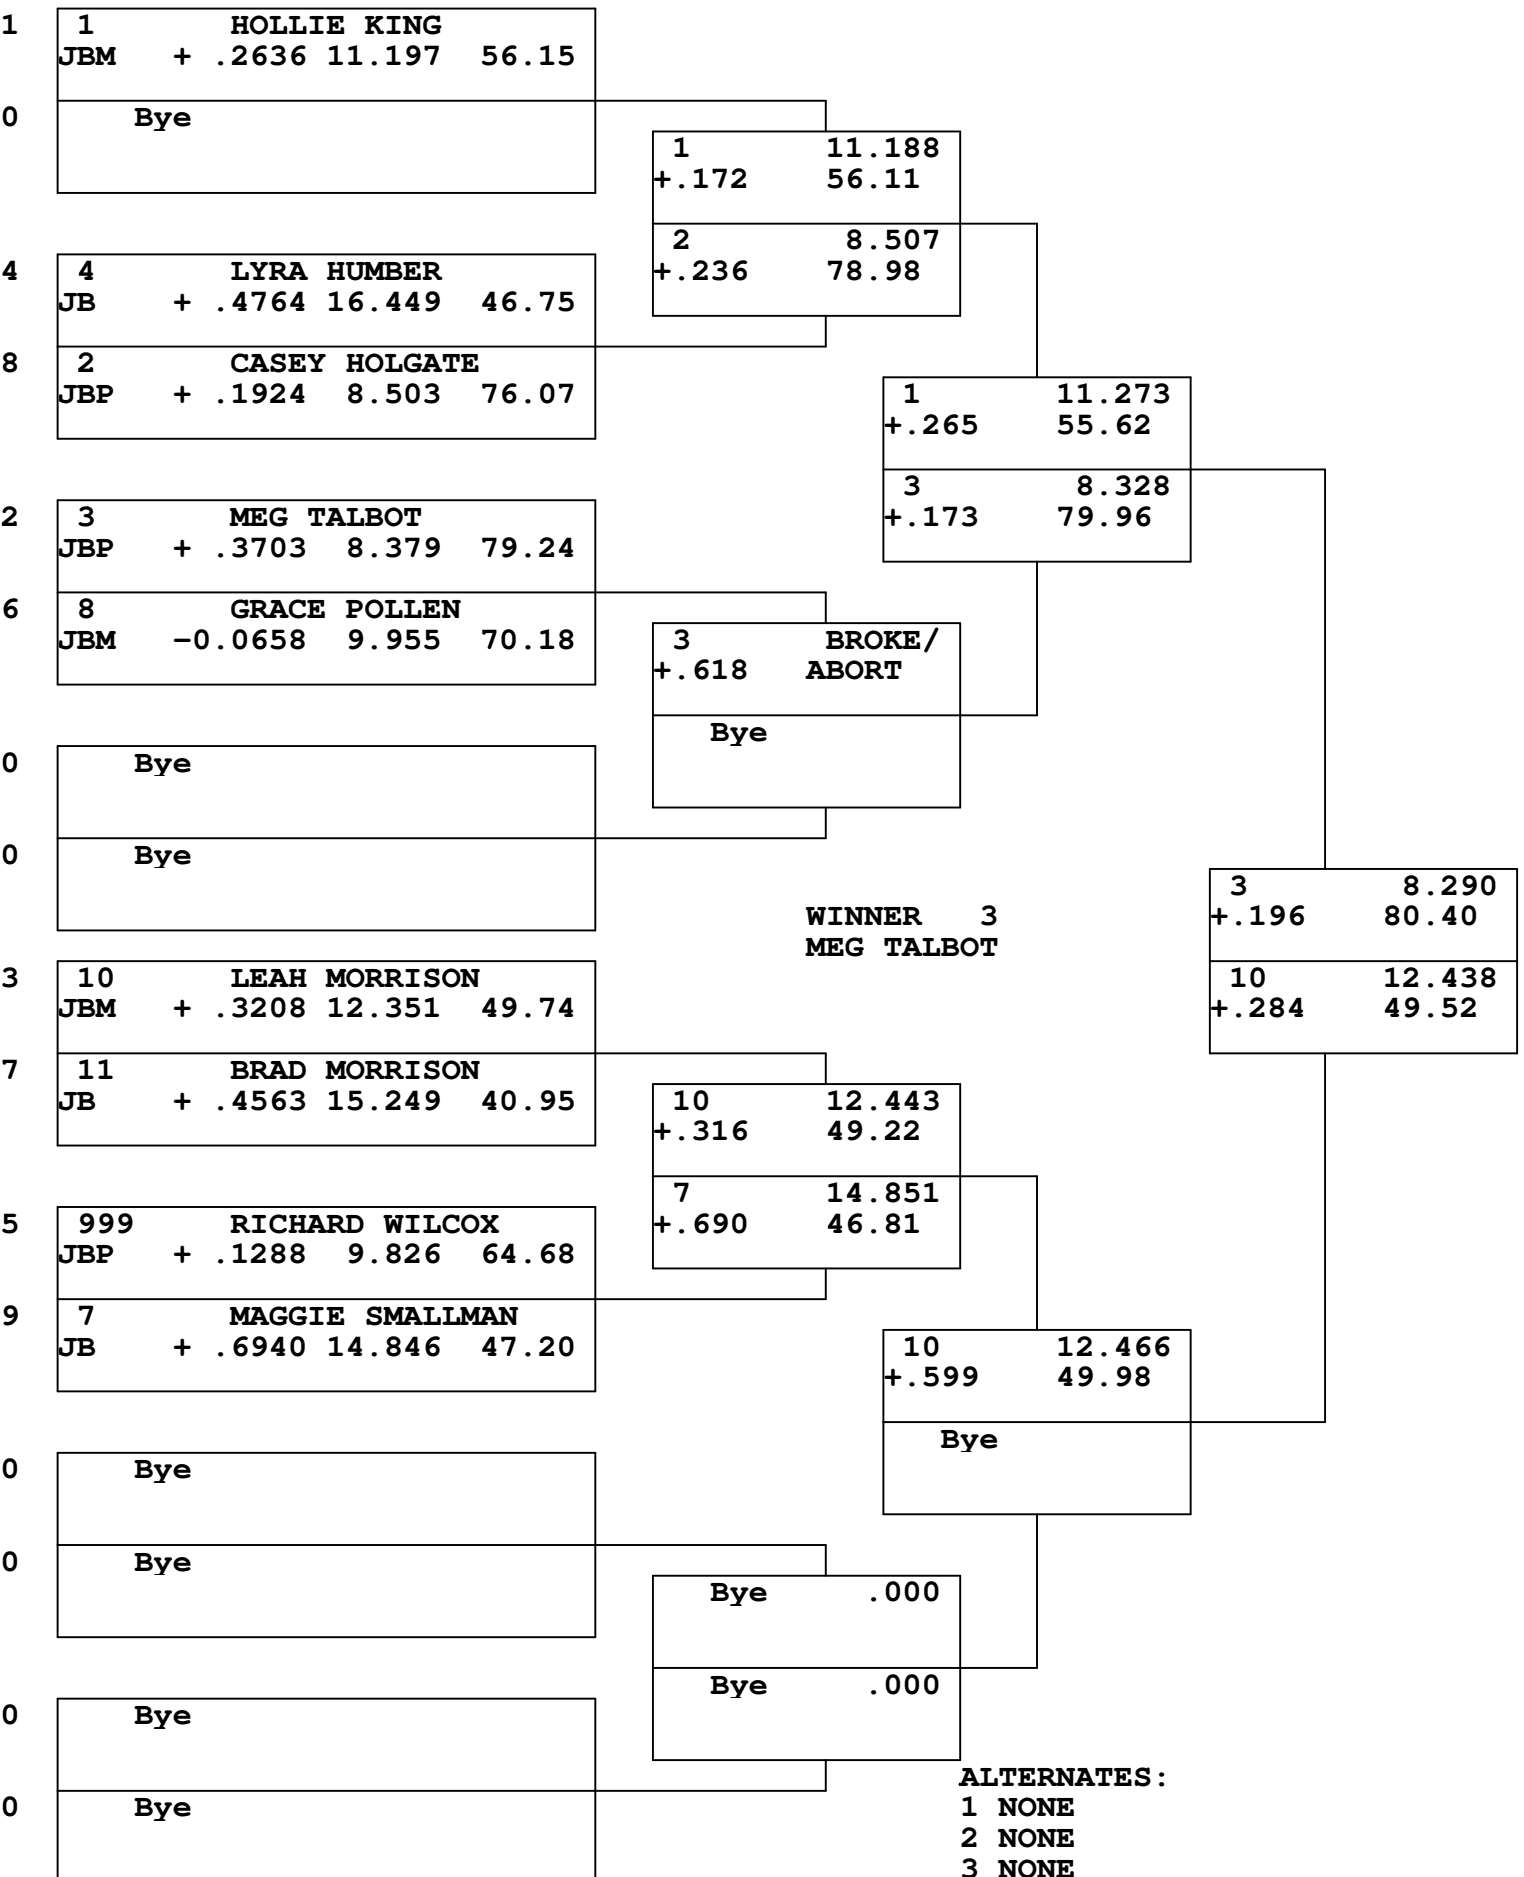 1 1 HOLLIE KING
JBM + .2636 11.197 56.15
0 Bye
1 11.188
+.172 56.11
2 8.507
+.236 78.98
4 4 LYRA HUMBER
JB + .4764 16.449 46.75
8 2 CASEY HOLGATE
JBP + .1924 8.503 76.07
1 11.273
+.265 55.62
3 8.328
+.173 79.96
2 3 MEG TALBOT
JBP + .3703 8.379 79.24
6 8 GRACE POLLEN
JBM -0.0658 9.955 70.18
3 BROKE/
+.618 ABORT
Bye
0 Bye
0 Bye
WINNER 3
MEG TALBOT
3 8.290
+.196 80.40
10 12.438
+.284 49.52
3 10 LEAH MORRISON
JBM + .3208 12.351 49.74
7 11 BRAD MORRISON
JB + .4563 15.249 40.95
10 12.443
+.316 49.22
7 14.851
+.690 46.81
5 999 RICHARD WILCOX
JBP + .1288 9.826 64.68
9 7 MAGGIE SMALLMAN
JB + .6940 14.846 47.20
10 12.466
+.599 49.98
Bye
0 Bye
0 Bye
Bye .000
Bye .000
0 Bye
0 Bye
ALTERNATES:
1 NONE
2 NONE
3 NONE